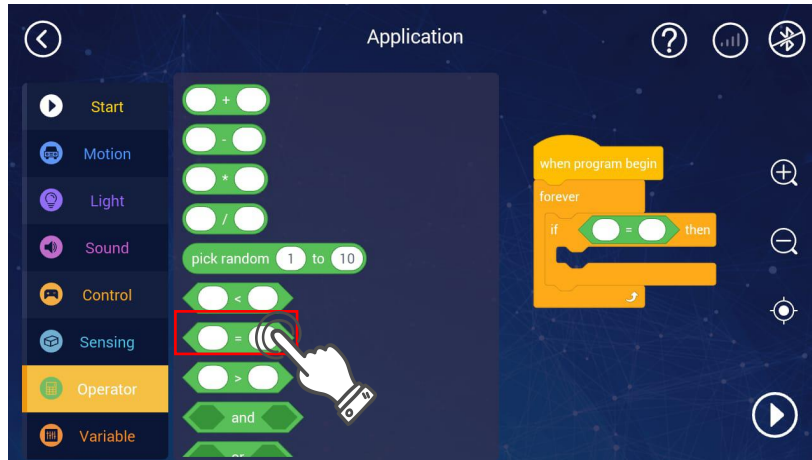 Application
Start
Motion
Light
Sound
Control
Sensing
Operator
Variable
+
-
*
/
pick random 1 to 10
<
=
>
and
or
when program begin
forever
if = then